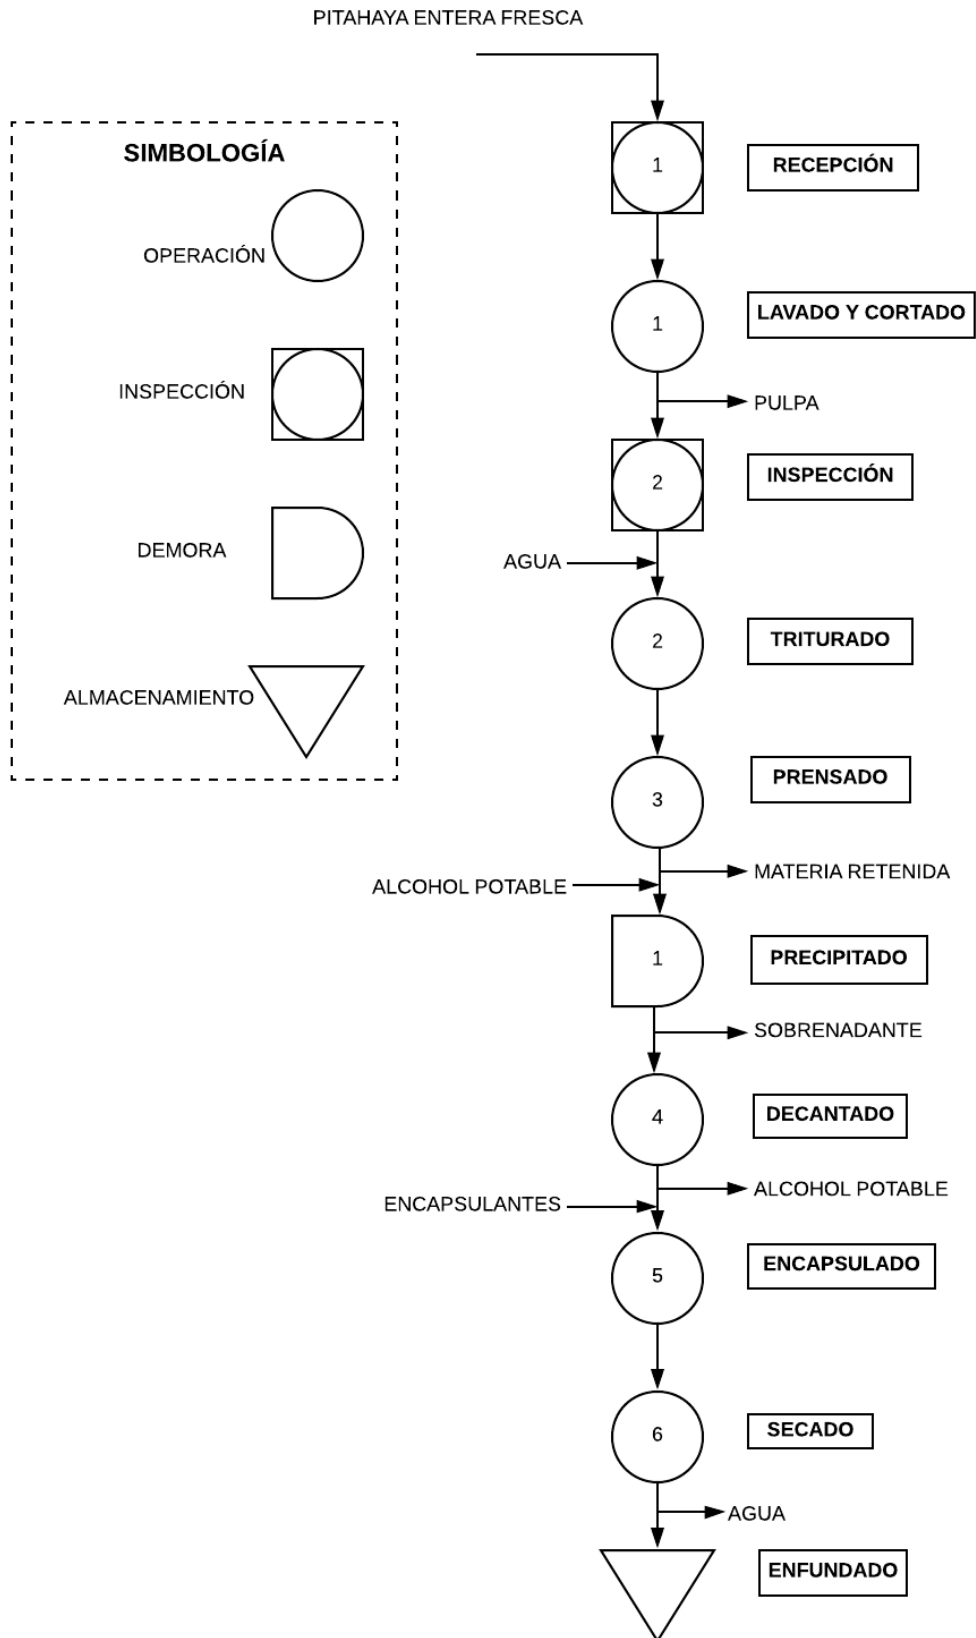 PITAHAYA ENTERA FRESCA
SIMBOLOGÍA
OPERACIÓN
INSPECCIÓN
DEMORA
ALMACENAMIENTO
1
RECEPCIÓN
1
LAVADO Y CORTADO
PULPA
2
INSPECCIÓN
AGUA
2
TRITURADO
3
PRENSADO
MATERIA RETENIDA
ALCOHOL POTABLE
1
PRECIPITADO
SOBRENADANTE
4
DECANTADO
ALCOHOL POTABLE
ENCAPSULANTES
5
ENCAPSULADO
6
SECADO
AGUA
ENFUNDADO